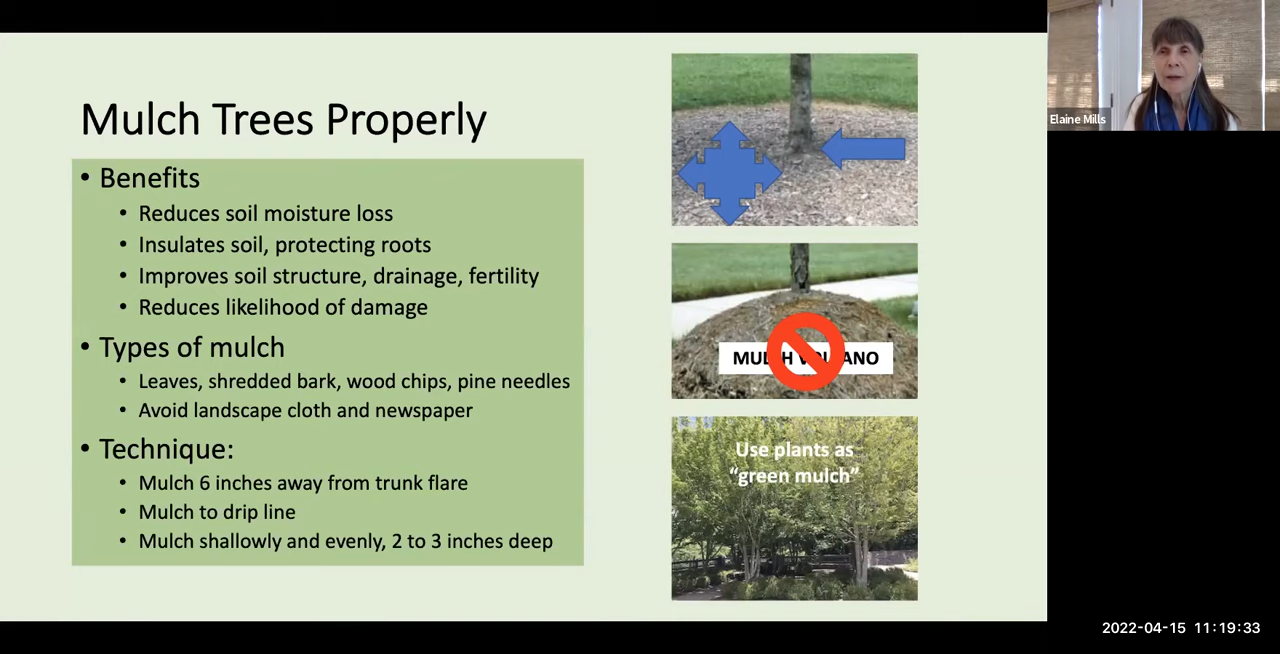 Mulch Trees Properly
• Benefits
• Reduces soil moisture loss
• Insulates soil, protecting roots
• Improves soil structure, drainage, fertility
• Reduces likelihood of damage
• Types of mulch
• Leaves, shredded bark, wood chips, pine needles
• Avoid landscape cloth and newspaper
• Technique:
• Mulch 6 inches away from trunk flare
• Mulch to drip line
• Mulch shallowly and evenly, 2 to 3 inches deep
MULCH VOLCANO
Use plants as
“green mulch”
Elaine Mills
2022-04-15 11:19:33